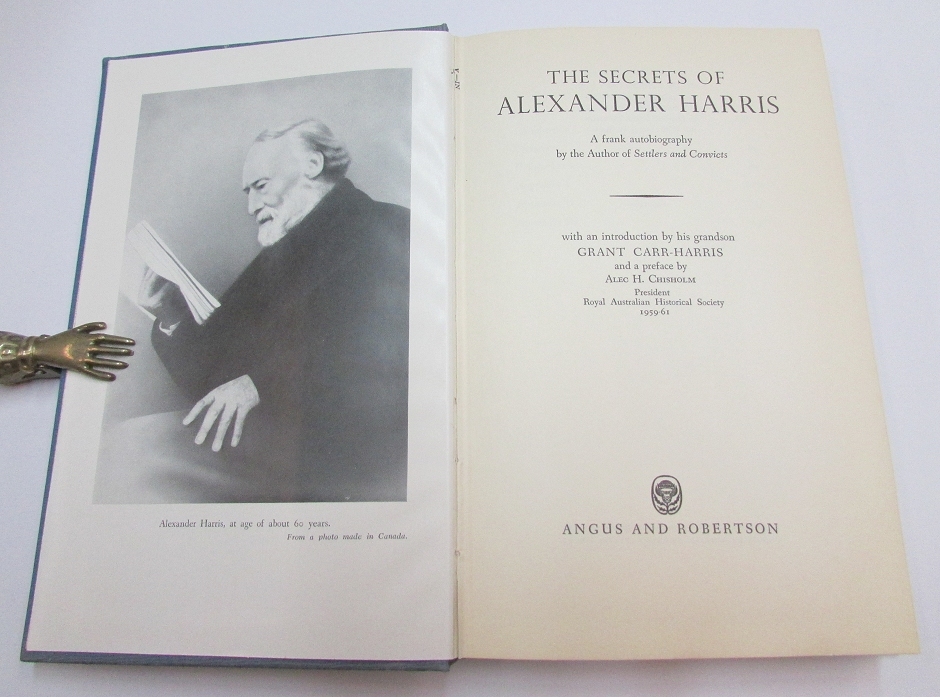 Alexander Harris, at age of about 60 years.
From a photo made in Canada.
THE SECRETS OF
ALEXANDER HARRIS
A frank autobiography
by the Author of Settlers and Convicts
with an introduction by his grandson
GRANT CARR-HARRIS
and a preface by
ALEC H. CHISHOLM
President
Royal Australian Historical Society
1959-61
ANGUS AND ROBERTSON